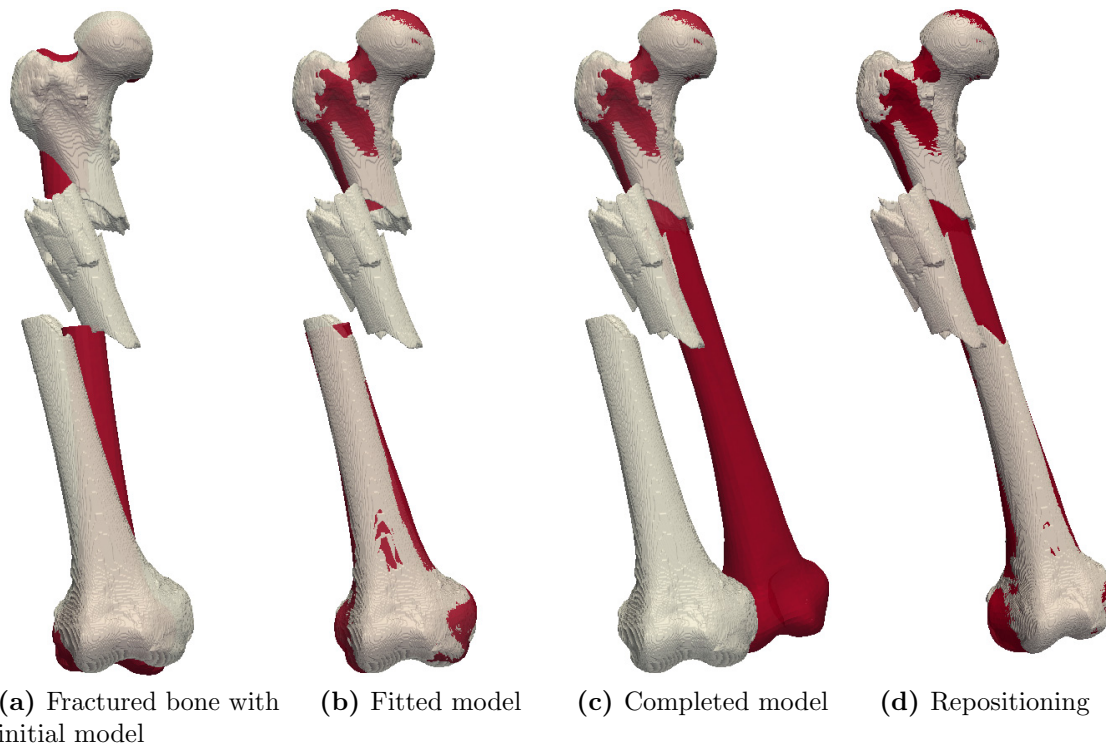 (a) Fractured bone with
initial model
(b) Fitted model
(c) Completed model
(d) Repositioning